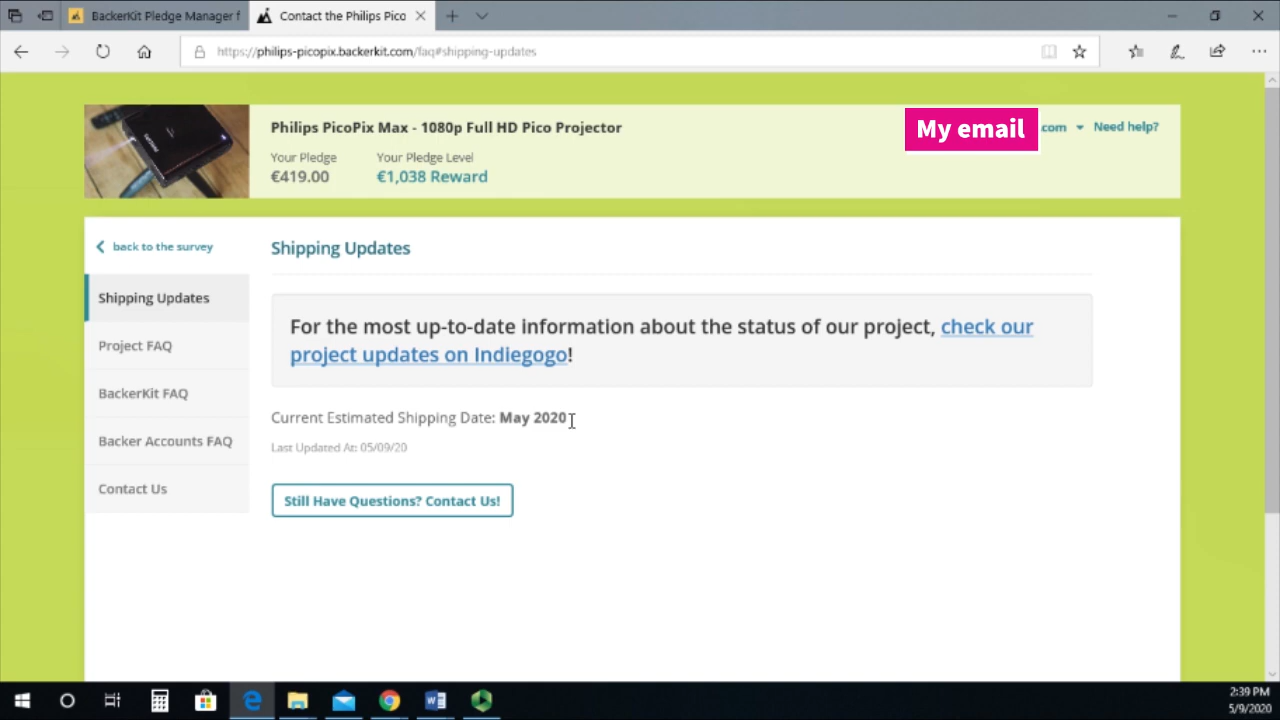 BackerKit Pledge Manager f
Contact the Philips Pico
https://philips-picopix.backerkit.com/faq#shipping-updates
Philips PicoPix Max - 1080p Full HD Pico Projector
My email
.com
Need help?
Your Pledge
Your Pledge Level
€419.00
€1,038 Reward
back to the survey
Shipping Updates
Project FAQ
BackerKit FAQ
Backer Accounts FAQ
Contact Us
Shipping Updates
For the most up-to-date information about the status of our project, check our
project updates on Indiegogo!
Current Estimated Shipping Date: May 2020
Last Updated At: 05/09/20
Still Have Questions? Contact Us!
2:39 PM
5/9/2020